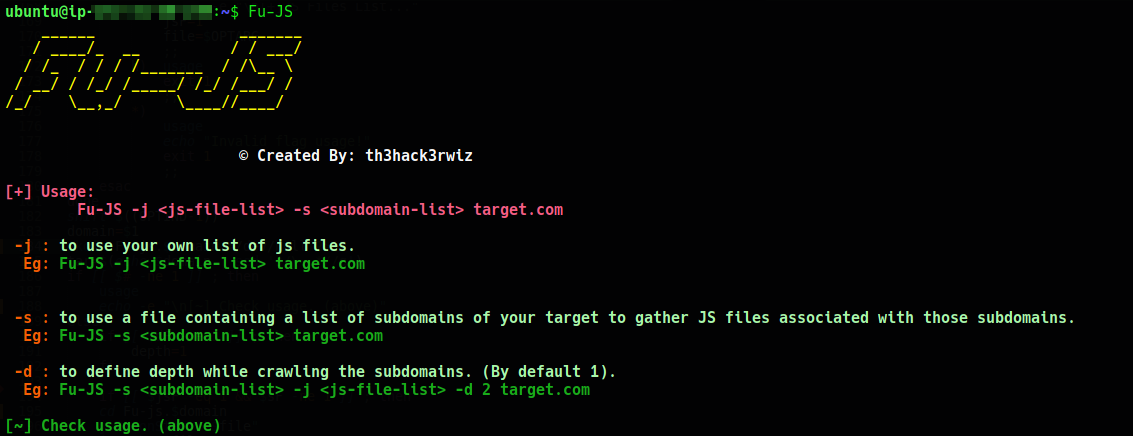 ubuntu@ip-:~$ Fu-JS
Fu-JS
© Created By: th3hack3rwiz
[+] Usage:
Fu-JS -j <js-file-list> -s <subdomain-list> target.com
-j : to use your own list of js files.
Eg: Fu-JS -j <js-file-list> target.com
-s : to use a file containing a list of subdomains of your target to gather JS files associated with those subdomains.
Eg: Fu-JS -s <subdomain-list> target.com
-d : to define depth while crawling the subdomains. (By default 1).
Eg: Fu-JS -s <subdomain-list> -j <js-file-list> -d 2 target.com
[~] Check usage. (above)